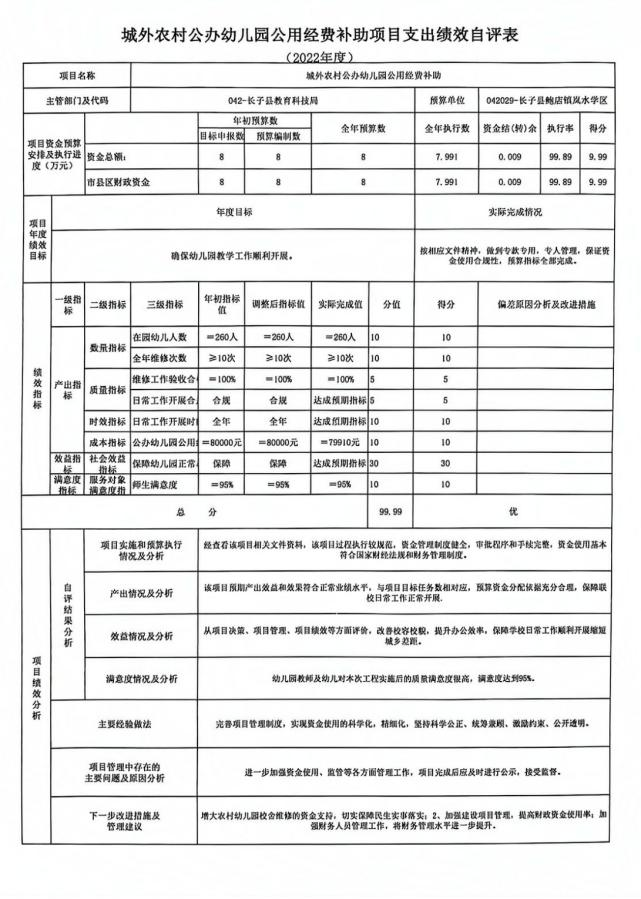 城外农村公办幼儿园公用经费补助项目支出绩效自评表
（2022年度）
项目名称 城外农村公办幼儿园公用经费补助
主管部门及代码 042-长子县教育科技局 预算单位 042029-长子县鲍店镇岚水学区
项目资金预算安排及执行进度（万元） 年初预算数 全年预算数 全年执行数 资金结(转)余 执行率 得分
目标申报数 预算编制数
资金总额: 8 8 8 7.991 0.009 99.89 9.99
市县区财政资金 8 8 8 7.991 0.009 99.89 9.99
项目年度绩效目标 年度目标 实际完成情况
确保幼儿园教学工作顺利开展。 按相应文件精神，做到专款专用，专人管理，保证资
金使用合规性，预算指标全部完成。
绩效指标 一级指标 二级指标 三级指标 年初指标值 调整后指标值 实际完成值 分值 得分 偏差原因分析及改进措施
产出指标 数量指标 在园幼儿人数 =260人 =260人 =260人 10 10
全年维修次数 ≥10次 ≥10次 ≥10次 10 10
质量指标 维修工作验收合 =100% =100% =100% 5 5
日常工作开展合 合规 合规 达成预期指标 5 5
时效指标 日常工作开展时 全年 全年 达成预期指标 10 10
成本指标 公办幼儿园公用 =80000元 =80000元 =79910元 10 10
效益指标 社会效益指标 保障幼儿园正常 保障 保障 达成预期指标 30 30
满意度指标 服务对象满意度指 师生满意度 =95% =95% =95% 10 10
总 分 99.99 优
项目绩效分析 自评结果分析 项目实施和预算执行情况及分析 经查看该项目相关文件资料，该项目过程执行较规范，资金管理制度健全，审批程序和手续完整，资金使用基本
符合国家财经法规和财务管理制度。
产出情况及分析 该项目预期产出效益和效果符合正常业绩水平，与项目目标任务数相对应，预算资金分配依据充分合理，保障联
校日常工作正常开展.
效益情况及分析 从项目决策、项目管理、项目绩效等方面评价，改善校容校貌，提升办公效率，保障学校日常工作顺利开展缩短
城乡差距。
满意度情况及分析 幼儿园教师及幼儿对本次工程实施后的质量满意度很高，满意度达到95%。
主要经验做法 完善项目管理制度，实现资金使用的科学化，精细化，坚持科学公正、统筹兼顾、激励约束、公开透明。
项目管理中存在的主要问题及原因分析 进一步加强资金使用、监管等各方面管理工作，项目完成后应及时进行公示，接受监督。
下一步改进措施及管理建议 增大农村幼儿园校舍维修的资金支持，切实保障民生实事落实；2、加强建设项目管理，提高财政资金使用率；加
强财务人员管理工作，将财务管理水平进一步提升。